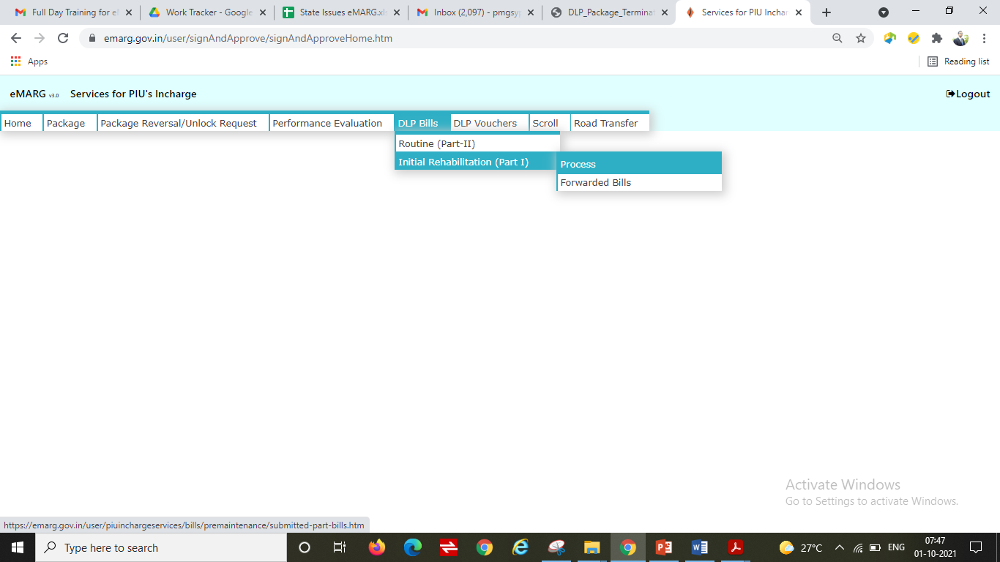 Full Day Training for e
Work Tracker - Google
State Issues eMARG.xls
Inbox (2,097) - pmgsy
DLP_Package_Termina
Services for PIU Inchar
emarg.gov.in/user/signAndApprove/signAndApproveHome.htm
Apps
Reading list
eMARG v3.0 Services for PIU's Incharge
Logout
Home Package Package Reversal/Unlock Request Performance Evaluation DLP Bills DLP Vouchers Scroll Road Transfer
Routine (Part-II)
Initial Rehabilitation (Part I)
Process
Forwarded Bills
Activate Windows
Go to Settings to activate Windows.
https://emarg.gov.in/user/piuinchargeservices/bills/premaintenance/submitted-part-bills.htm
Type here to search
27°C
ENG
07:47
01-10-2021